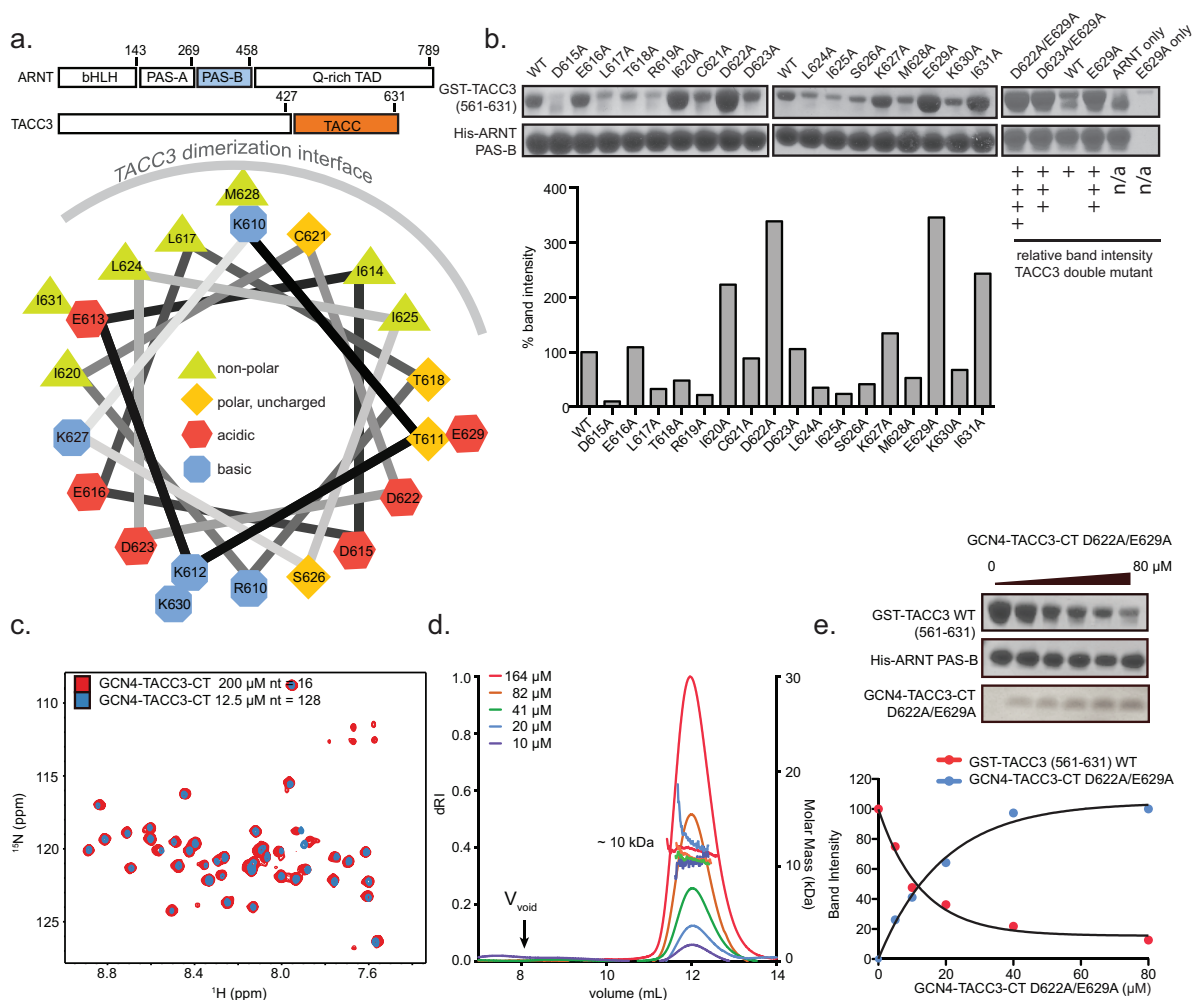 a.
143 269 458 789
ARNT bHLH PAS-A PAS-B Q-rich TAD
427 631
TACC3 TACC
TACC3 dimerization interface
M628
K610
L617
C621
L624
I614
I631
E613
I625
I620
T618
K627
T611
E629
E616
D622
D623
D615
K612
R610
S626
K630
non-polar
polar, uncharged
acidic
basic
b.
WT D615A E616A L617A T618A R619A I620A C621A D622A D623A
WT L624A I625A S626A K627A M628A E629A K630A I631A
D622A/E629A D623A/E629A WT E629A ARNT only E629A only
GST-TACC3
(561-631)
His-ARNT
PAS-B
++++ +++ + +++ n/a n/a
relative band intensity
TACC3 double mutant
400
300
200
100
0
% band intensity
WT D615A E616A L617A T618A R619A I620A C621A D622A D623A L624A I625A S626A K627A M628A E629A K630A I631A
c.
GCN4-TACC3-CT 200 µM nt = 16
GCN4-TACC3-CT 12.5 µM nt = 128
110
115
120
125
¹⁵N (ppm)
8.8 8.4 8.0 7.6
¹H (ppm)
d.
1.0
0.8
0.6
0.4
0.2
0.0
dRI
164 µM
82 µM
41 µM
20 µM
10 µM
~ 10 kDa
Vvoid
30
20
10
0
Molar Mass (kDa)
8 10 12 14
volume (mL)
e.
GCN4-TACC3-CT D622A/E629A
0 80 µM
GST-TACC3 WT
(561-631)
His-ARNT PAS-B
GCN4-TACC3-CT
D622A/E629A
GST-TACC3 (561-631) WT
GCN4-TACC3-CT D622A/E629A
120
100
80
60
40
20
0
Band Intensity
0 20 40 60 80
GCN4-TACC3-CT D622A/E629A (µM)